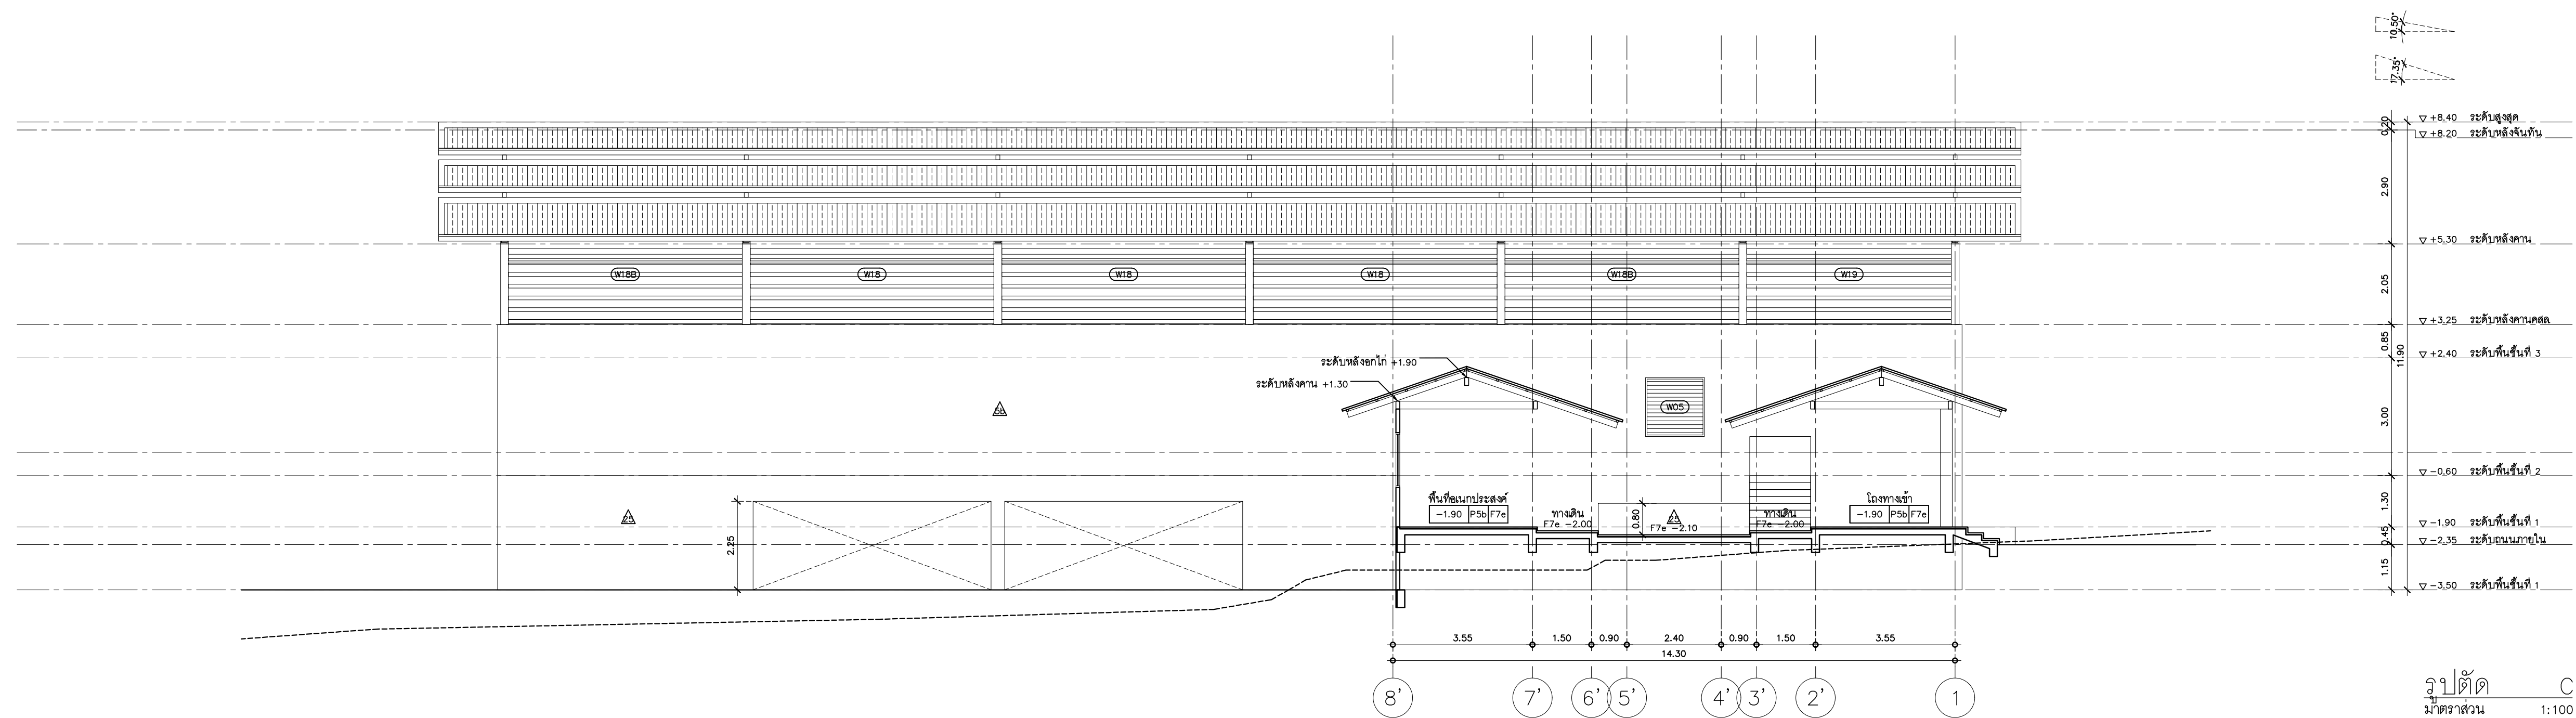 10.50°
17.35°
▽ +8.40 ระดับสูงสุด
▽ +8.20 ระดับหลังจันทัน
0.20
2.90
▽ +5.30 ระดับหลังคาน
W18B W18 W18 W18 W18B W19
2.05
▽ +3.25 ระดับหลังคานคสล
0.85
11.90
▽ +2.40 ระดับพื้นชั้นที่ 3
ระดับหลังอกไก่ +1.90
ระดับหลังคาน +1.30
5B
W05
3.00
▽ -0.60 ระดับพื้นชั้นที่ 2
พื้นที่อเนกประสงค์
-1.90 P5b F7e
ทางเดิน
F7e -2.00
0.80
25
F7e -2.10
ทางเดิน
F7e -2.00
โถงทางเข้า
-1.90 P5b F7e
1.30
25
2.25
▽ -1.90 ระดับพื้นชั้นที่ 1
0.45
▽ -2.35 ระดับถนนภายใน
1.15
▽ -3.50 ระดับพื้นชั้นที่ 1
3.55 1.50 0.90 2.40 0.90 1.50 3.55
14.30
8' 7' 6' 5' 4' 3' 2' 1
รูปตัด C
มาตราส่วน 1:100